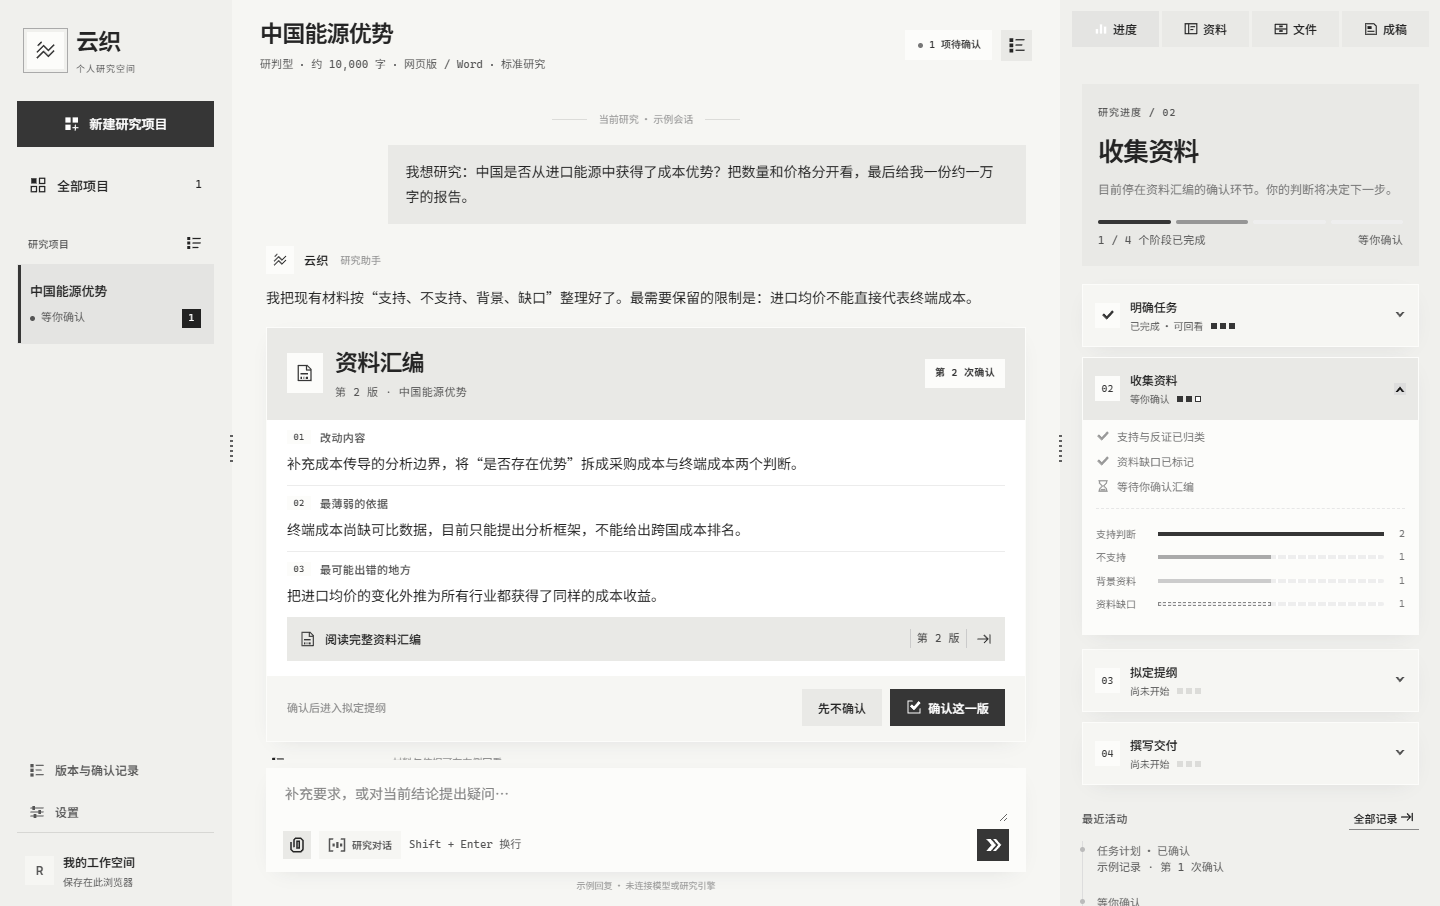 云织
个人研究空间
新建研究项目
全部项目 1
研究项目
中国能源优势
等你确认 1
版本与确认记录
设置
R
我的工作空间
保存在此浏览器
中国能源优势
研判型 · 约 10,000 字 · 网页版 / Word · 标准研究
1 项待确认
当前研究 · 示例会话
我想研究：中国是否从进口能源中获得了成本优势？把数量和价格分开看，最后给我一份约一万
字的报告。
云织 研究助手
我把现有材料按“支持、不支持、背景、缺口”整理好了。最需要保留的限制是：进口均价不能直接代表终端成本。
资料汇编
第 2 版 · 中国能源优势
第 2 次确认
01 改动内容
补充成本传导的分析边界，将“是否存在优势”拆成采购成本与终端成本两个判断。
02 最薄弱的依据
终端成本尚缺可比数据，目前只能提出分析框架，不能给出跨国成本排名。
03 最可能出错的地方
把进口均价的变化外推为所有行业都获得了同样的成本收益。
阅读完整资料汇编 第 2 版
确认后进入拟定提纲
先不确认
确认这一版
补充要求，或对当前结论提出疑问…
研究对话
Shift + Enter 换行
示例回复 · 未连接模型或研究引擎
进度 资料 文件 成稿
研究进度 / 02
收集资料
目前停在资料汇编的确认环节。你的判断将决定下一步。
1 / 4 个阶段已完成 等你确认
明确任务
已完成 · 可回看
02
收集资料
等你确认
支持与反证已归类
资料缺口已标记
等待你确认汇编
支持判断 2
不支持 1
背景资料 1
资料缺口 1
03
拟定提纲
尚未开始
04
撰写交付
尚未开始
最近活动 全部记录
任务计划 · 已确认
示例记录 · 第 1 次确认
等你确认